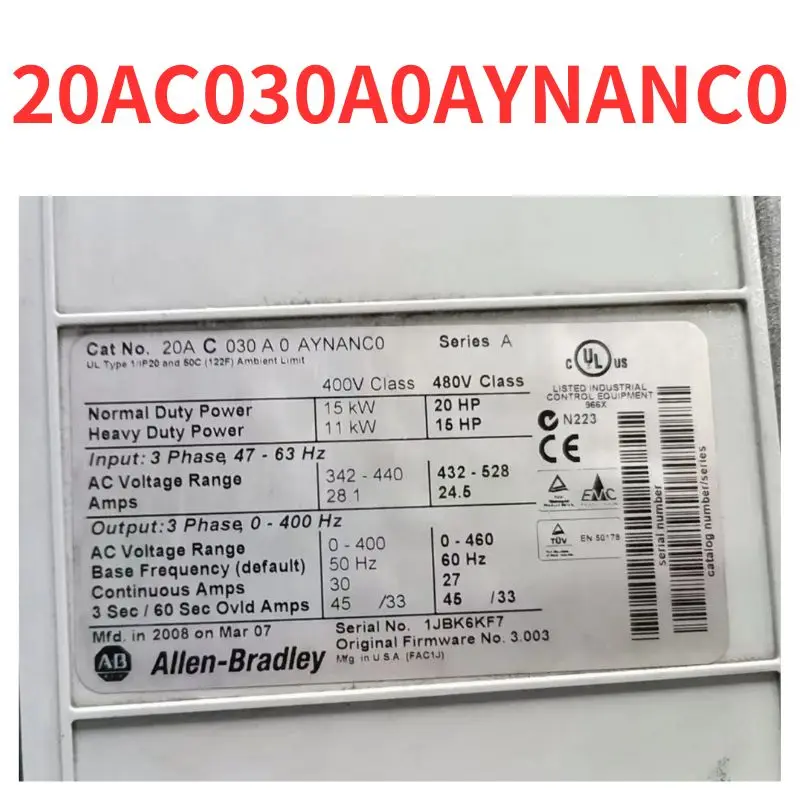 20AC030A0AYNANC0
Cat No. 20A C 030 A 0 AYNANC0 Series A
UL Type 1/IP20 and 50C (122F) Ambient Limit
400V Class 480V Class
Normal Duty Power 15 kW 20 HP
Heavy Duty Power 11 kW 15 HP
Input: 3 Phase, 47 - 63 Hz
AC Voltage Range 342 - 440 432 - 528
Amps 28.1 24.5
Output: 3 Phase, 0 - 400 Hz
AC Voltage Range 0 - 400 0 - 460
Base Frequency (default) 50 Hz 60 Hz
Continuous Amps 30 27
3 Sec / 60 Sec Ovld Amps 45 /33 45 /33
Mfd. in 2008 on Mar 07 Serial No. 1JBK6KF7
Original Firmware No. 3.003
AB Allen-Bradley Mfg in U.S.A (FAC1J)
C UL US
LISTED INDUSTRIAL
CONTROL EQUIPMENT
966X
N223
CE
EMC
TÜV EN 50178
serial number
catalog number/series